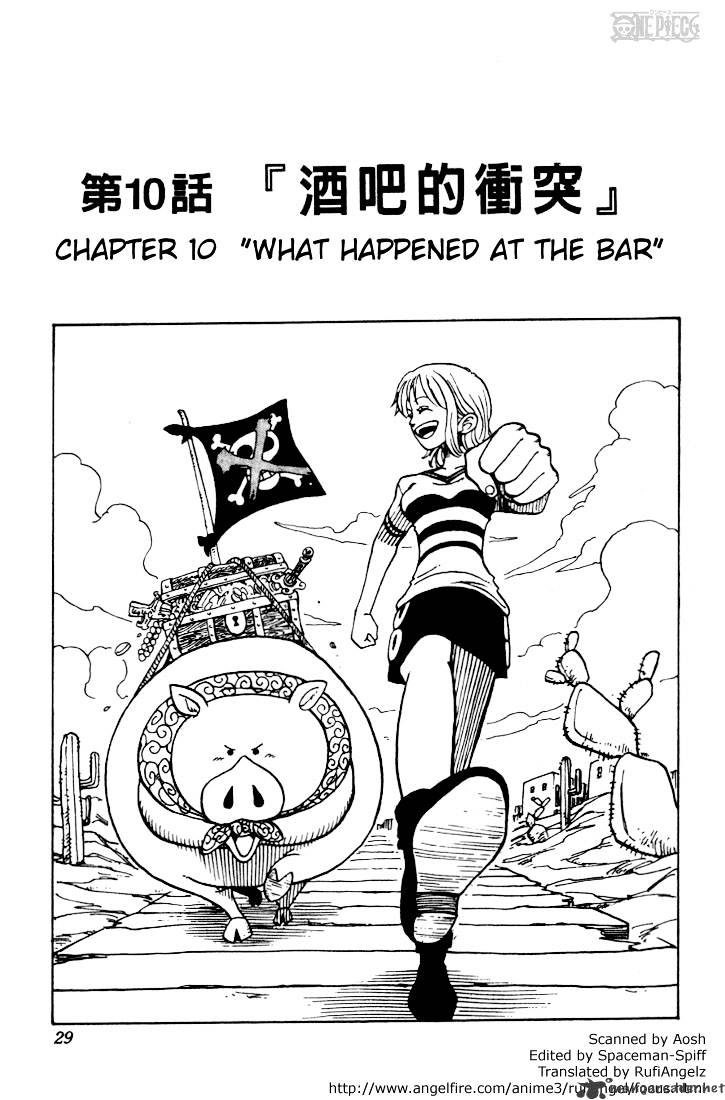 ONE PIECE
第10話 『酒吧的衝突』
CHAPTER 10 "WHAT HAPPENED AT THE BAR"
29
Scanned by Aosh
Edited by Spaceman-Spiff
Translated by RufiAngelz